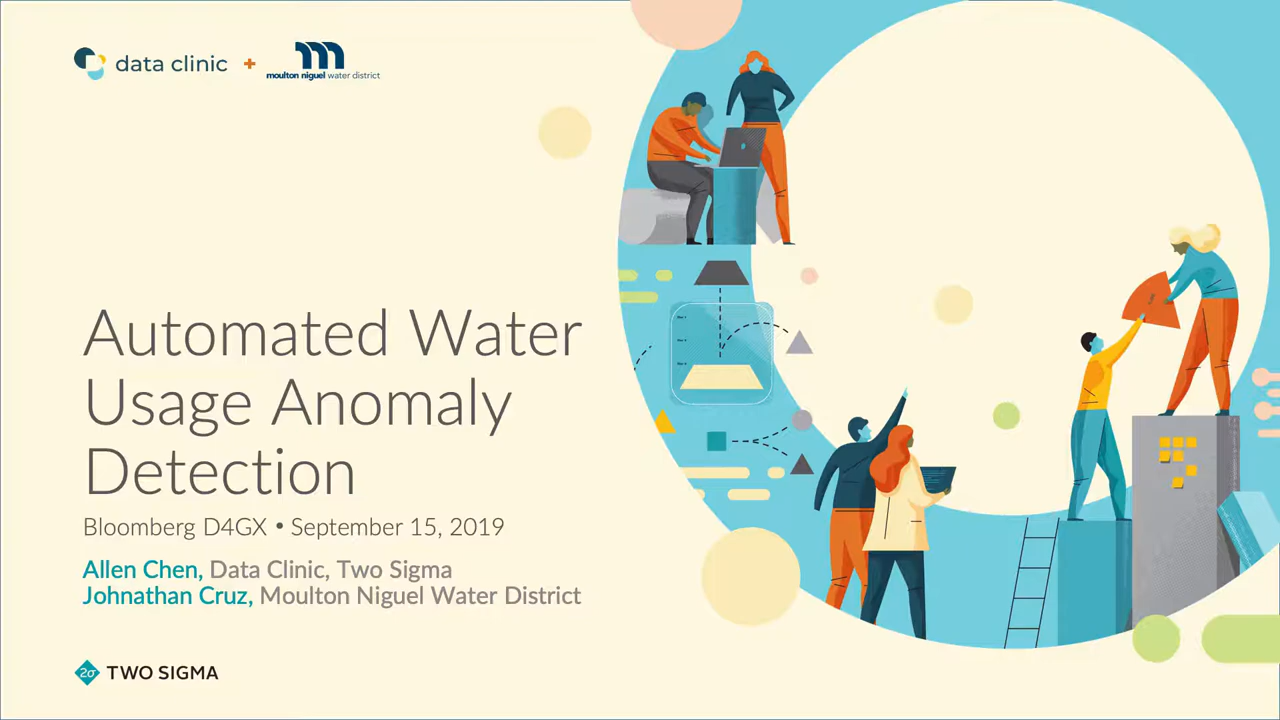 data clinic + moulton niguel water district
Automated Water
Usage Anomaly
Detection
Bloomberg D4GX • September 15, 2019
Allen Chen, Data Clinic, Two Sigma
Johnathan Cruz, Moulton Niguel Water District
2σ TWO SIGMA